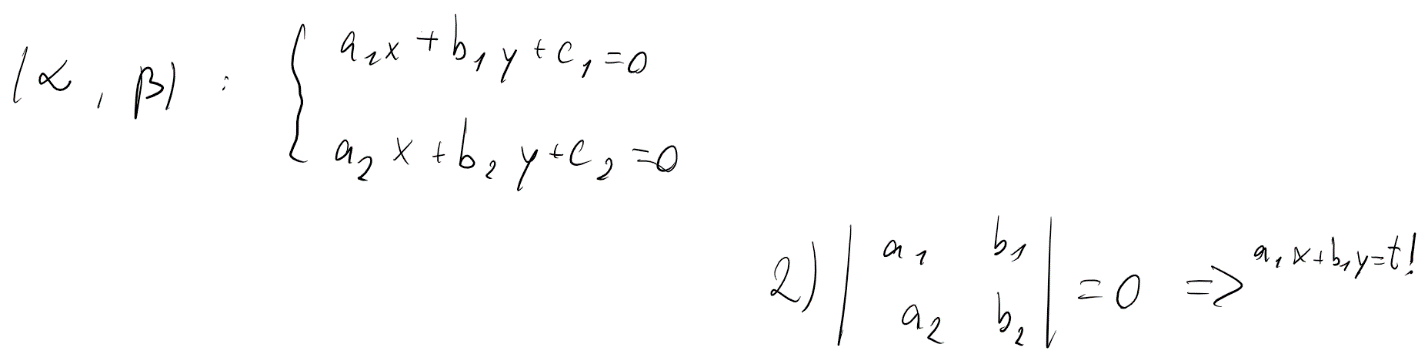 (α, β) : { a₁x + b₁y + c₁ = 0
a₂x + b₂y + c₂ = 0
2) | a₁ b₁ | = 0 => a₁x + b₁y = t!
| a₂ b₂ |